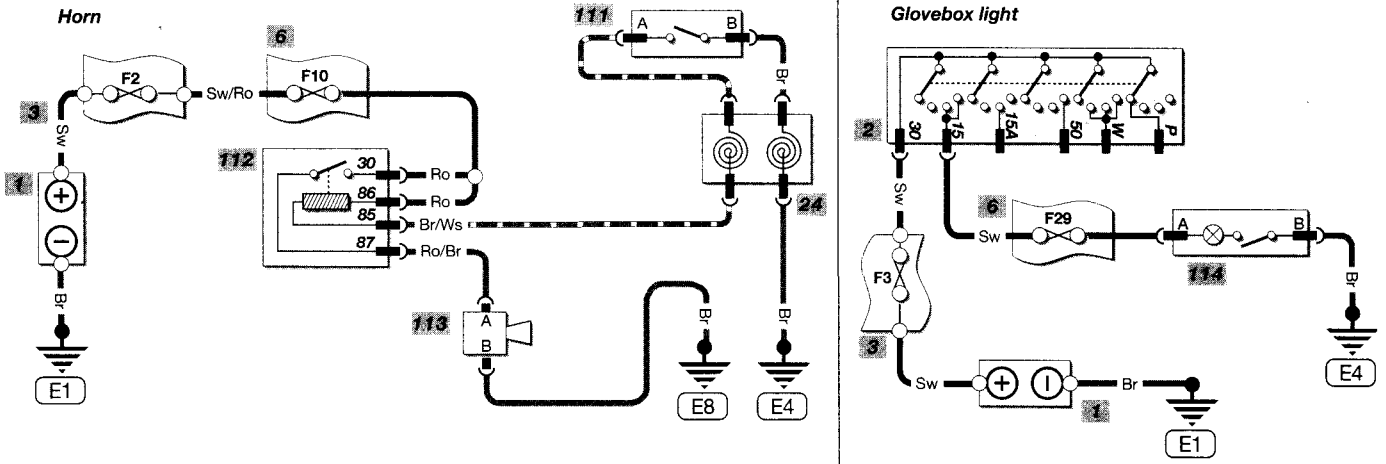 Horn
111
A
B
6
F2
F10
Sw/Ro
Br
3
Sw
1
+
−
Br
E1
112
30
Ro
86
Ro
85
Br/Ws
87
Ro/Br
24
113
A
B
Br
Br
E8
E4
Glovebox light
2
30
15
15A
50
W
P
Sw
6
F29
Sw
A
B
114
F3
Br
3
E4
Sw
+
−
Br
1
E1